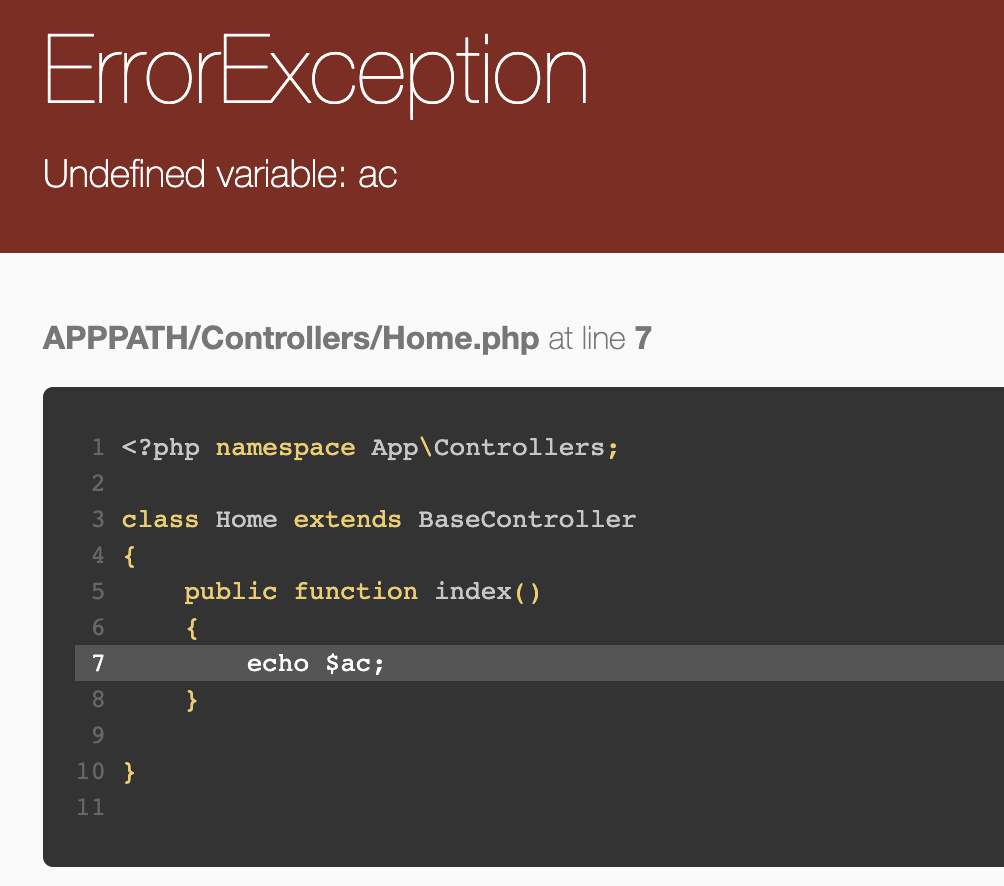 ErrorException
Undefined variable: ac
APPPATH/Controllers/Home.php at line 7
1 <?php namespace App\Controllers;
2
3 class Home extends BaseController
4 {
5     public function index()
6     {
7         echo $ac;
8     }
9
10 }
11